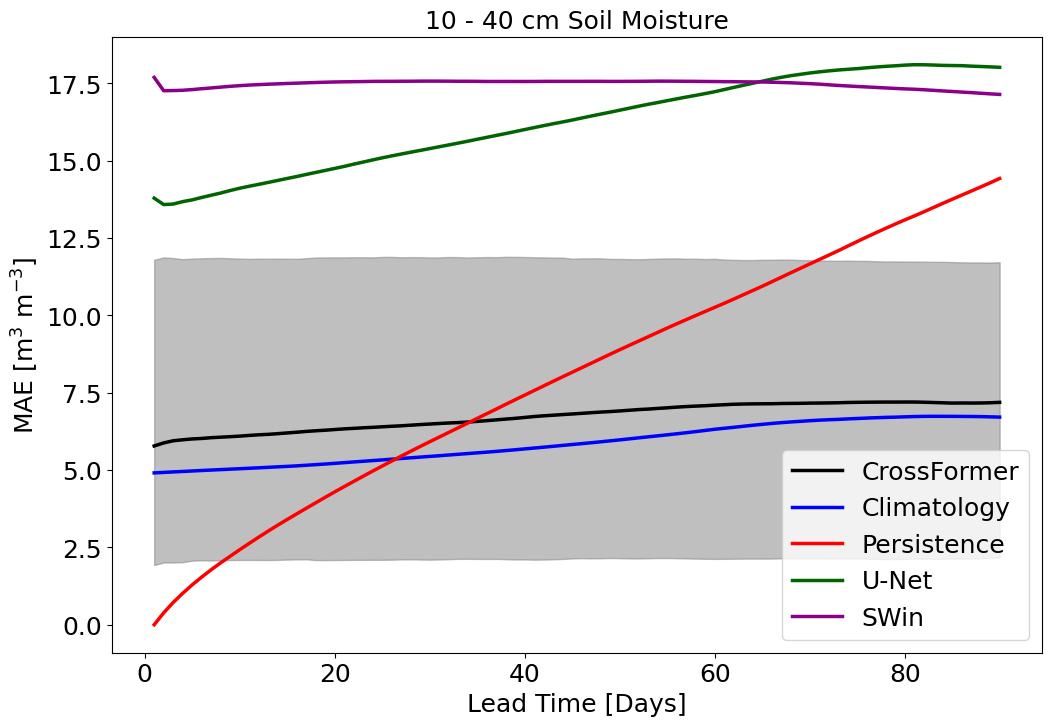 10 - 40 cm Soil Moisture
MAE [m³ m⁻³]
17.5
15.0
12.5
10.0
7.5
5.0
2.5
0.0
0 20 40 60 80
Lead Time [Days]
CrossFormer
Climatology
Persistence
U-Net
SWin